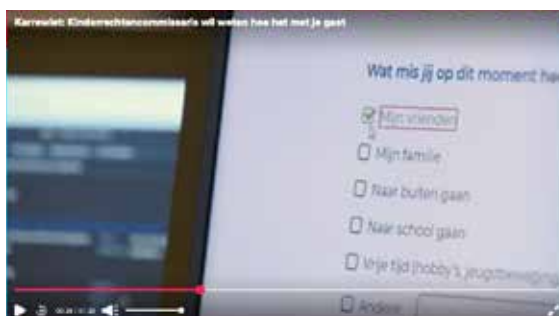 Karrewiet: Kinderrechtencommissaris wil weten hoe het met je gaat
Wat mis jij op dit moment
Mijn vrienden
Mijn familie
Naar buiten gaan
Naar school gaan
Vrije tijd (hobby's, jeugdbeweging
Andere